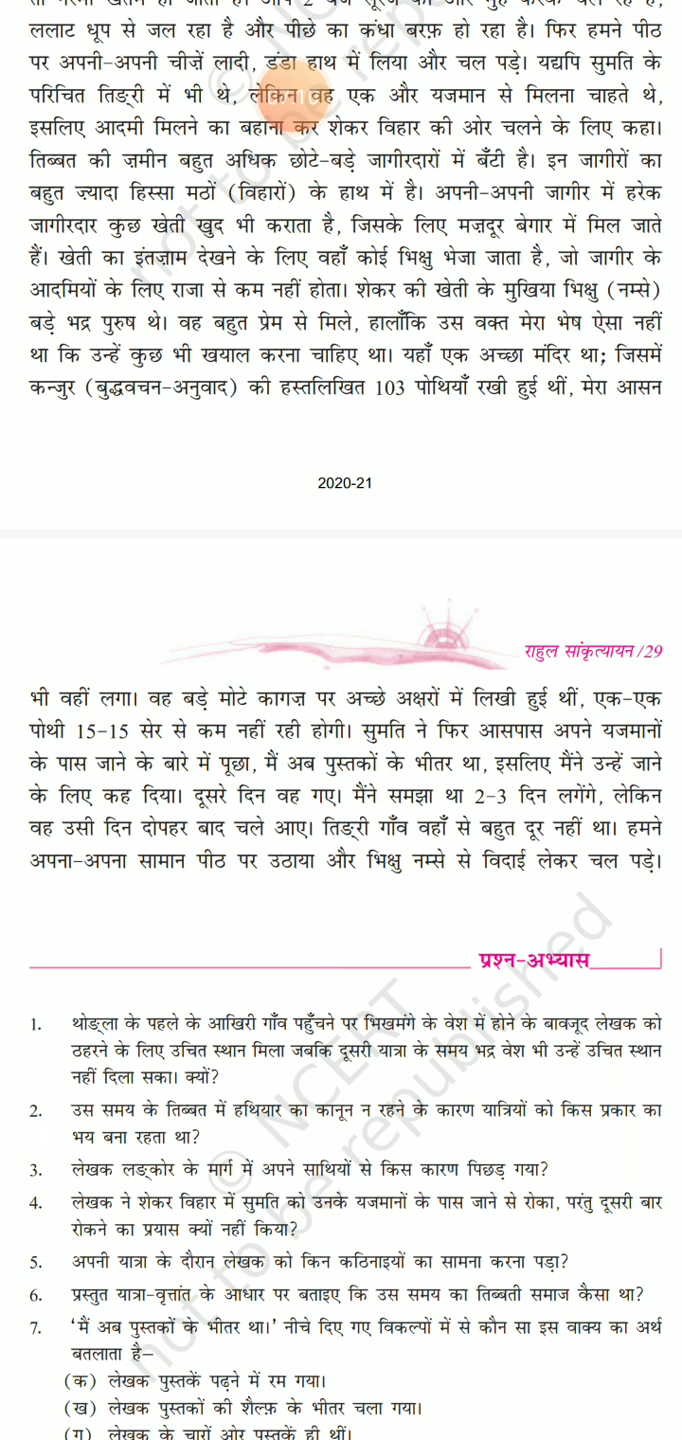 ललाट धूप से जल रहा है और पीछे का कंधा बरफ़ हो रहा है। फिर हमने पीठ
पर अपनी-अपनी चीज़ें लादी, डंडा हाथ में लिया और चल पड़े। यद्यपि सुमति के
परिचित तिङ्री में भी थे, लेकिन वह एक और यजमान से मिलना चाहते थे,
इसलिए आदमी मिलने का बहाना कर शेकर विहार की ओर चलने के लिए कहा।
तिब्बत की ज़मीन बहुत अधिक छोटे-बड़े जागीरदारों में बँटी है। इन जागीरों का
बहुत ज़्यादा हिस्सा मठों (विहारों) के हाथ में है। अपनी-अपनी जागीर में हरेक
जागीरदार कुछ खेती खुद भी कराता है, जिसके लिए मज़दूर बेगार में मिल जाते
हैं। खेती का इंतज़ाम देखने के लिए वहाँ कोई भिक्षु भेजा जाता है, जो जागीर के
आदमियों के लिए राजा से कम नहीं होता। शेकर की खेती के मुखिया भिक्षु (नम्से)
बड़े भद्र पुरुष थे। वह बहुत प्रेम से मिले, हालाँकि उस वक्त मेरा भेष ऐसा नहीं
था कि उन्हें कुछ भी खयाल करना चाहिए था। यहाँ एक अच्छा मंदिर था; जिसमें
कन्जुर (बुद्धवचन-अनुवाद) की हस्तलिखित 103 पोथियाँ रखी हुई थीं, मेरा आसन
2020-21
राहुल सांकृत्यायन/29
भी वहीं लगा। वह बड़े मोटे कागज़ पर अच्छे अक्षरों में लिखी हुई थीं, एक-एक
पोथी 15-15 सेर से कम नहीं रही होगी। सुमति ने फिर आसपास अपने यजमानों
के पास जाने के बारे में पूछा, मैं अब पुस्तकों के भीतर था, इसलिए मैंने उन्हें जाने
के लिए कह दिया। दूसरे दिन वह गए। मैंने समझा था 2-3 दिन लगेंगे, लेकिन
वह उसी दिन दोपहर बाद चले आए। तिङ्री गाँव वहाँ से बहुत दूर नहीं था। हमने
अपना-अपना सामान पीठ पर उठाया और भिक्षु नम्से से विदाई लेकर चल पड़े।
प्रश्न-अभ्यास
1. थोङ्ला के पहले के आखिरी गाँव पहुँचने पर भिखमंगे के वेश में होने के बावजूद लेखक को
ठहरने के लिए उचित स्थान मिला जबकि दूसरी यात्रा के समय भद्र वेश भी उन्हें उचित स्थान
नहीं दिला सका। क्यों?
2. उस समय के तिब्बत में हथियार का कानून न रहने के कारण यात्रियों को किस प्रकार का
भय बना रहता था?
3. लेखक लङ्कोर के मार्ग में अपने साथियों से किस कारण पिछड़ गया?
4. लेखक ने शेकर विहार में सुमति को उनके यजमानों के पास जाने से रोका, परंतु दूसरी बार
रोकने का प्रयास क्यों नहीं किया?
5. अपनी यात्रा के दौरान लेखक को किन कठिनाइयों का सामना करना पड़ा?
6. प्रस्तुत यात्रा-वृत्तांत के आधार पर बताइए कि उस समय का तिब्बती समाज कैसा था?
7. 'मैं अब पुस्तकों के भीतर था।' नीचे दिए गए विकल्पों में से कौन सा इस वाक्य का अर्थ
बतलाता है–
(क) लेखक पुस्तकें पढ़ने में रम गया।
(ख) लेखक पुस्तकों की शैल्फ़ के भीतर चला गया।
(ग) लेखक के चारों ओर पुस्तकें ही थीं।
© NCERT
not to be republished